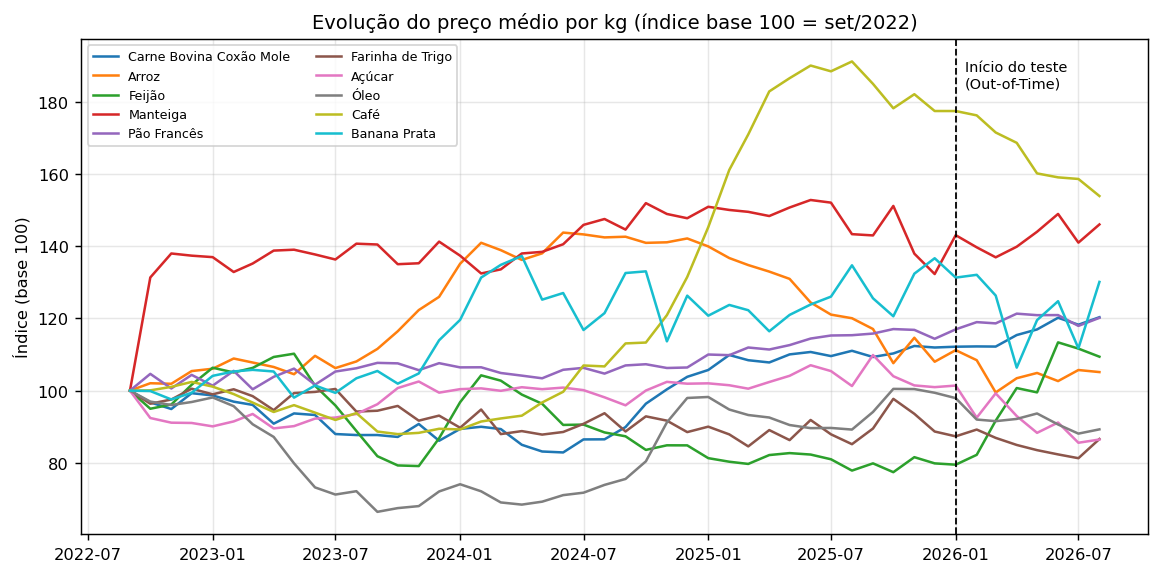 Evolução do preço médio por kg (índice base 100 = set/2022)
Carne Bovina Coxão Mole
Arroz
Feijão
Manteiga
Pão Francês
Farinha de Trigo
Açúcar
Óleo
Café
Banana Prata
Início do teste
(Out-of-Time)
Índice (base 100)
180
160
140
120
100
80
2022-07
2023-01
2023-07
2024-01
2024-07
2025-01
2025-07
2026-01
2026-07